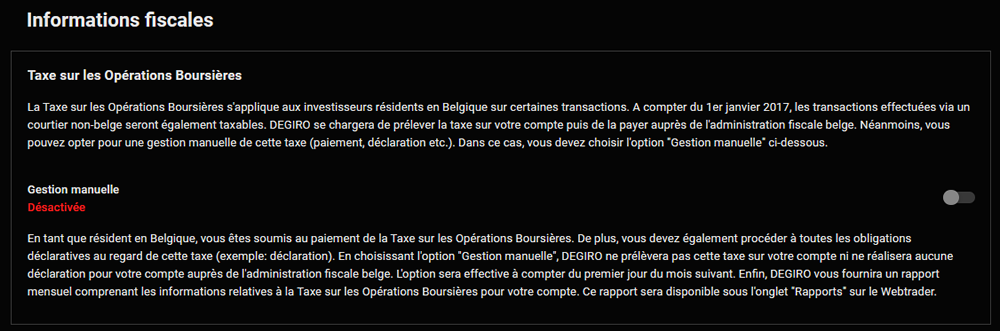 Informations fiscales
Taxe sur les Opérations Boursières
La Taxe sur les Opérations Boursières s'applique aux investisseurs résidents en Belgique sur certaines transactions. A compter du 1er janvier 2017, les transactions effectuées via un
courtier non-belge seront également taxables. DEGIRO se chargera de prélever la taxe sur votre compte puis de la payer auprès de l'administration fiscale belge. Néanmoins, vous
pouvez opter pour une gestion manuelle de cette taxe (paiement, déclaration etc.). Dans ce cas, vous devez choisir l'option "Gestion manuelle" ci-dessous.
Gestion manuelle
Désactivée
En tant que résident en Belgique, vous êtes soumis au paiement de la Taxe sur les Opérations Boursières. De plus, vous devez également procéder à toutes les obligations
déclaratives au regard de cette taxe (exemple: déclaration). En choisissant l'option "Gestion manuelle", DEGIRO ne prélèvera pas cette taxe sur votre compte ni ne réalisera aucune
déclaration pour votre compte auprès de l'administration fiscale belge. L'option sera effective à compter du premier jour du mois suivant. Enfin, DEGIRO vous fournira un rapport
mensuel comprenant les informations relatives à la Taxe sur les Opérations Boursières pour votre compte. Ce rapport sera disponible sous l'onglet "Rapports" sur le Webtrader.